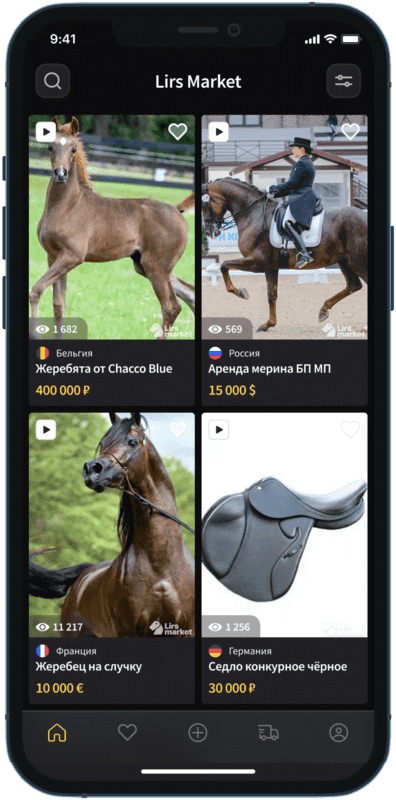 9:41
Lirs Market
1 682
Lirs
market
Бельгия
Жеребята от Chacco Blue
400 000 ₽
569
Lirs
market
Россия
Аренда мерина БП МП
15 000 $
11 217
Lirs
market
Франция
Жеребец на случку
10 000 €
1 256
Германия
Седло конкурное чёрное
30 000 ₽